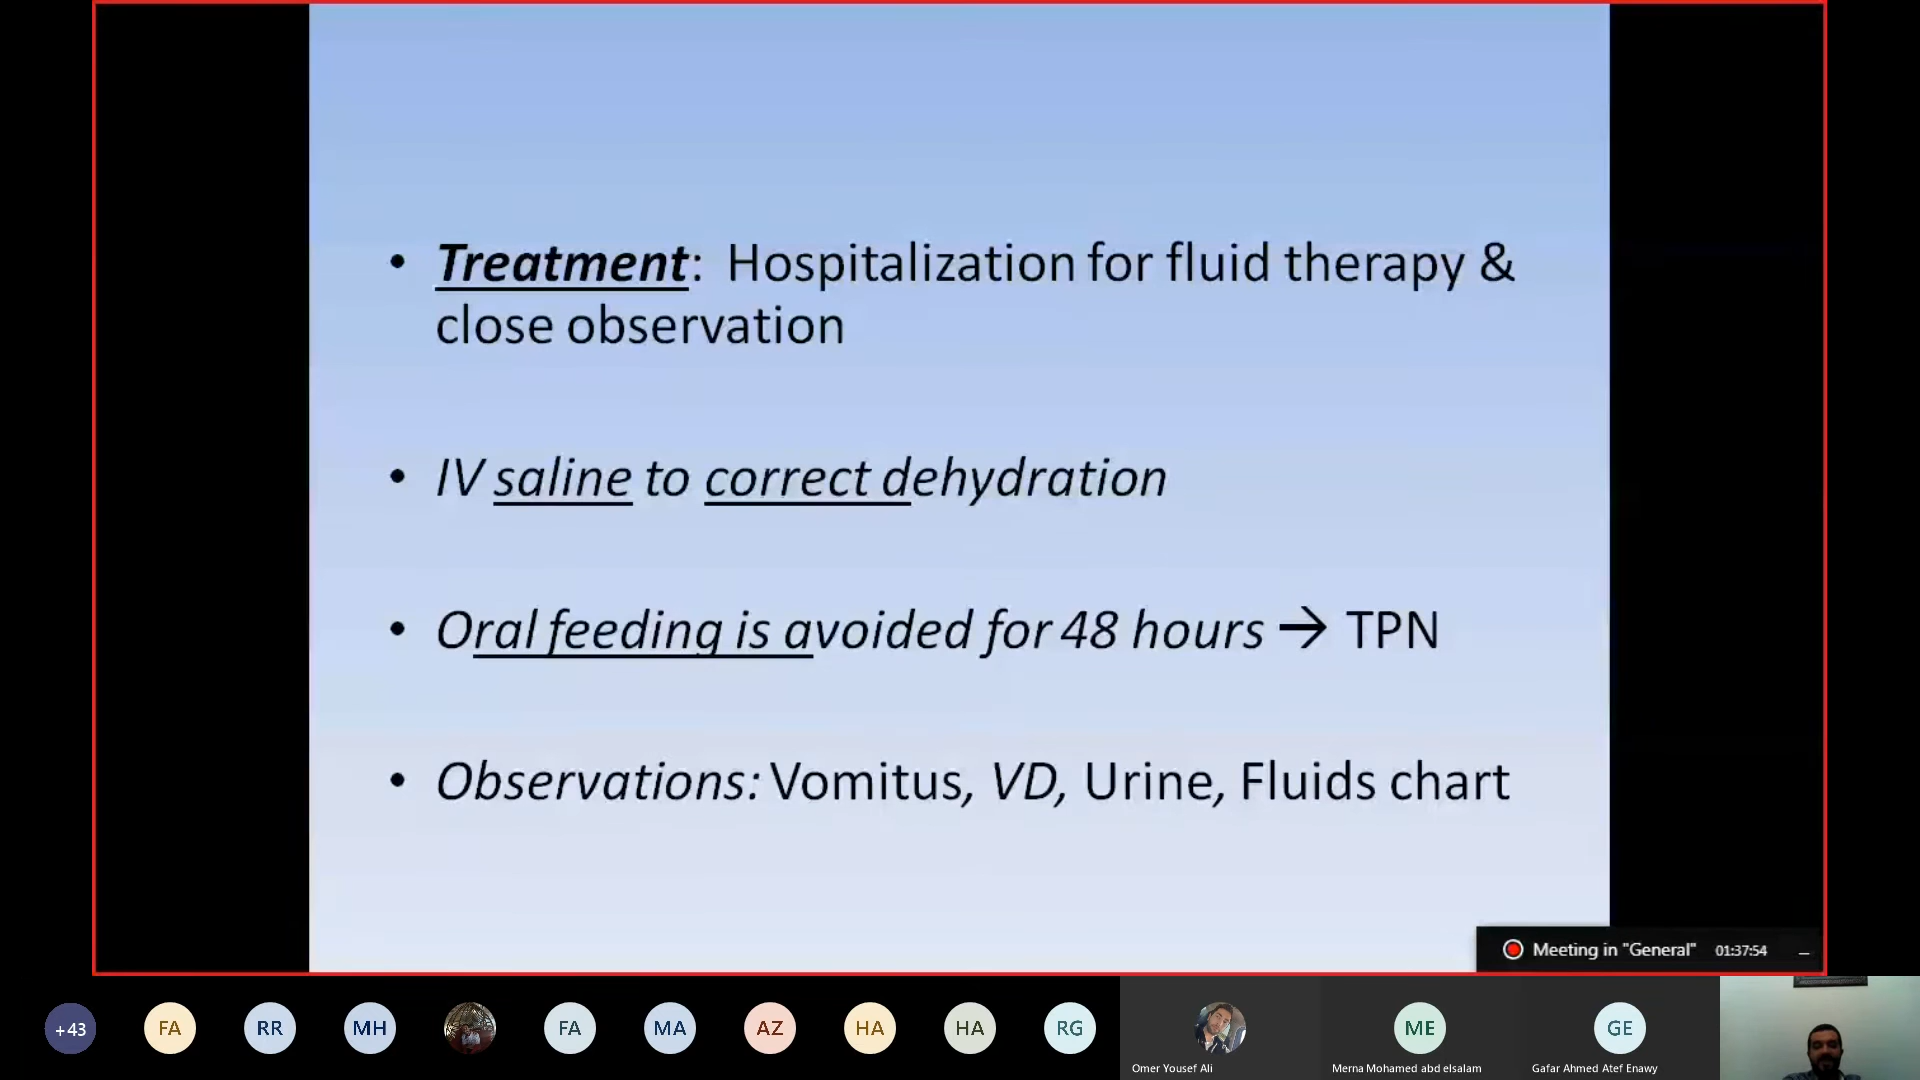 • Treatment: Hospitalization for fluid therapy &
close observation
• IV saline to correct dehydration
• Oral feeding is avoided for 48 hours → TPN
• Observations: Vomitus, VD, Urine, Fluids chart
Meeting in "General" 01:37:54
+43 FA RR MH FA MA AZ HA HA RG ME GE
Omer Yousef Ali Merna Mohamed abd elsalam Gafar Ahmed Atef Enawy